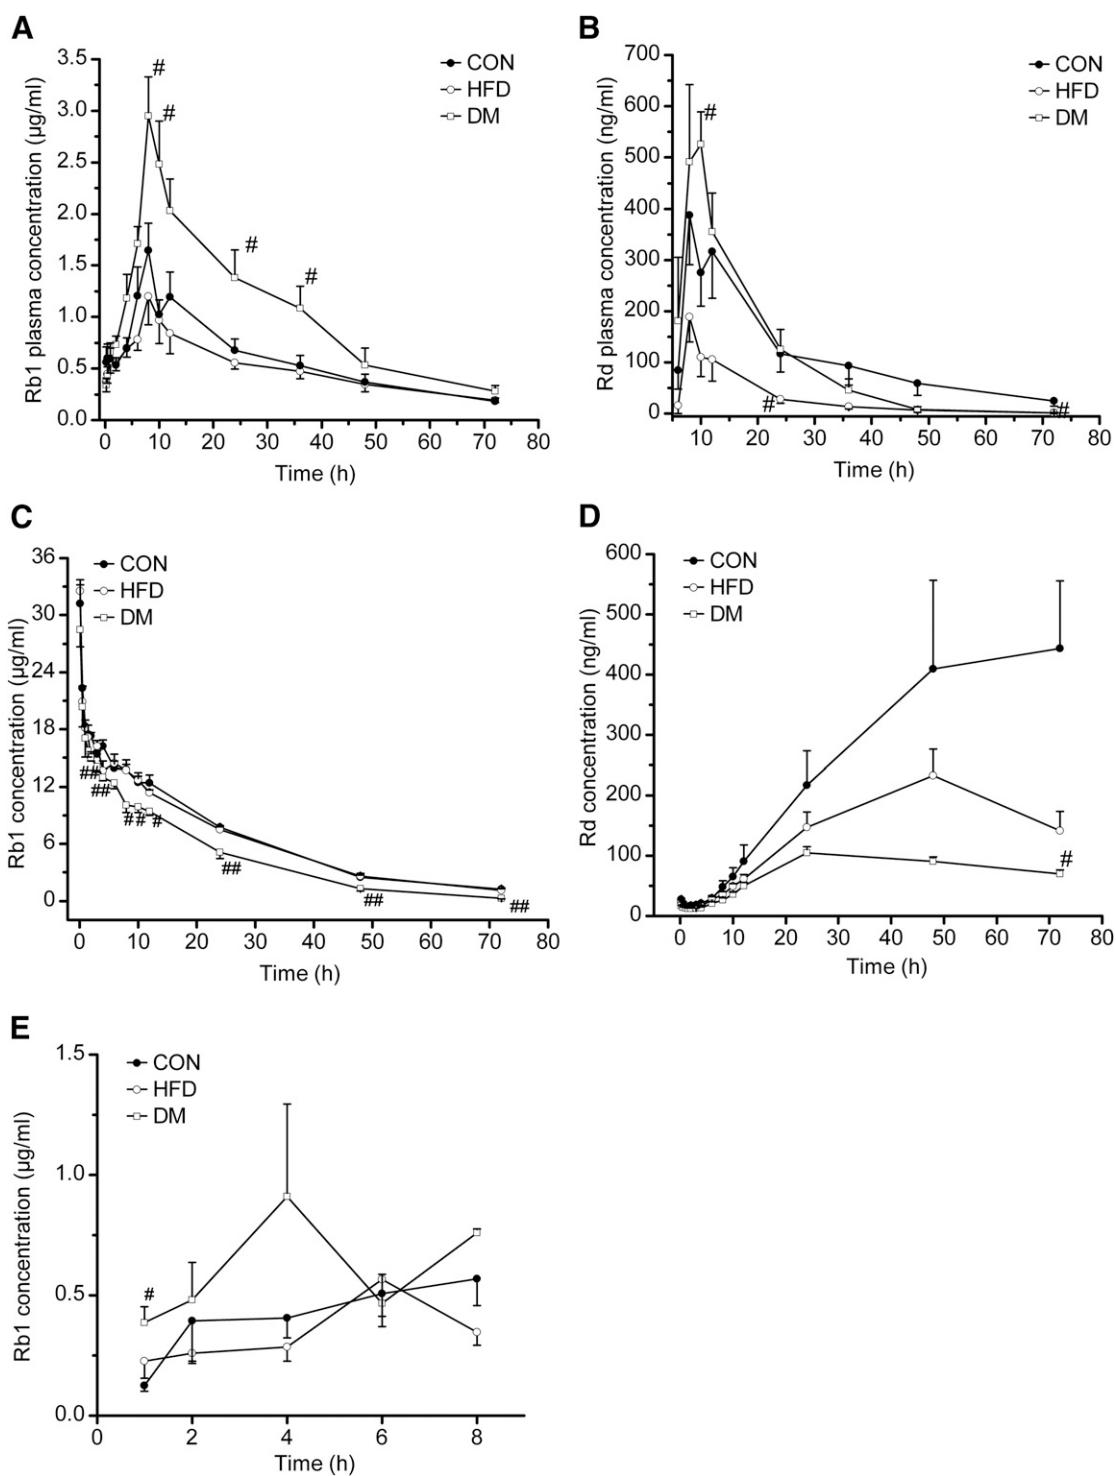 A
Rb1 plasma concentration (µg/ml)
3.5
3.0
2.5
2.0
1.5
1.0
0.5
0.0
CON
HFD
DM
#
#
#
#
0 10 20 30 40 50 60 70 80
Time (h)
B
Rd plasma concentration (ng/ml)
700
600
500
400
300
200
100
0
CON
HFD
DM
#
#
#
10 20 30 40 50 60 70 80
Time (h)
C
Rb1 concentration (µg/ml)
36
30
24
18
12
6
0
CON
HFD
DM
##
##
## #
##
##
##
0 10 20 30 40 50 60 70 80
Time (h)
D
Rd concentration (ng/ml)
600
500
400
300
200
100
0
CON
HFD
DM
#
0 10 20 30 40 50 60 70 80
Time (h)
E
Rb1 concentration (µg/ml)
1.5
1.0
0.5
0.0
CON
HFD
DM
#
0 2 4 6 8
Time (h)